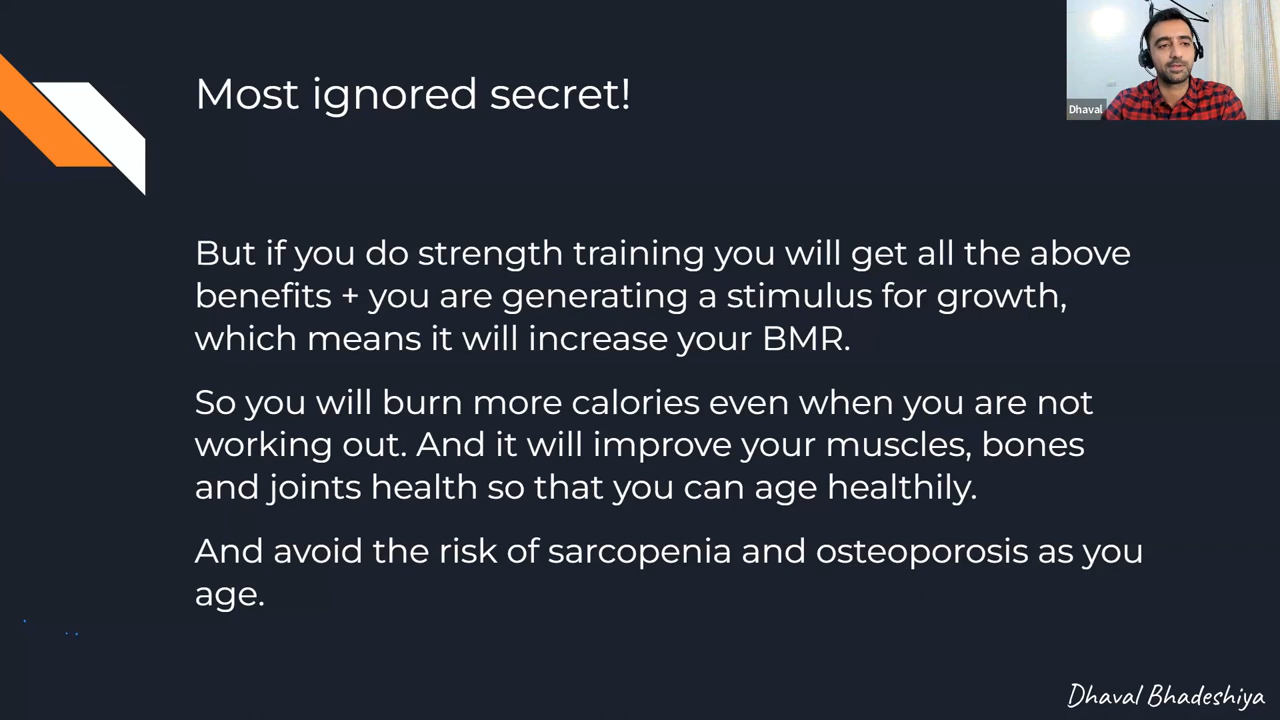 Most ignored secret!
Dhaval
But if you do strength training you will get all the above
benefits + you are generating a stimulus for growth,
which means it will increase your BMR.
So you will burn more calories even when you are not
working out. And it will improve your muscles, bones
and joints health so that you can age healthily.
And avoid the risk of sarcopenia and osteoporosis as you
age.
Dhaval Bhadeshiya